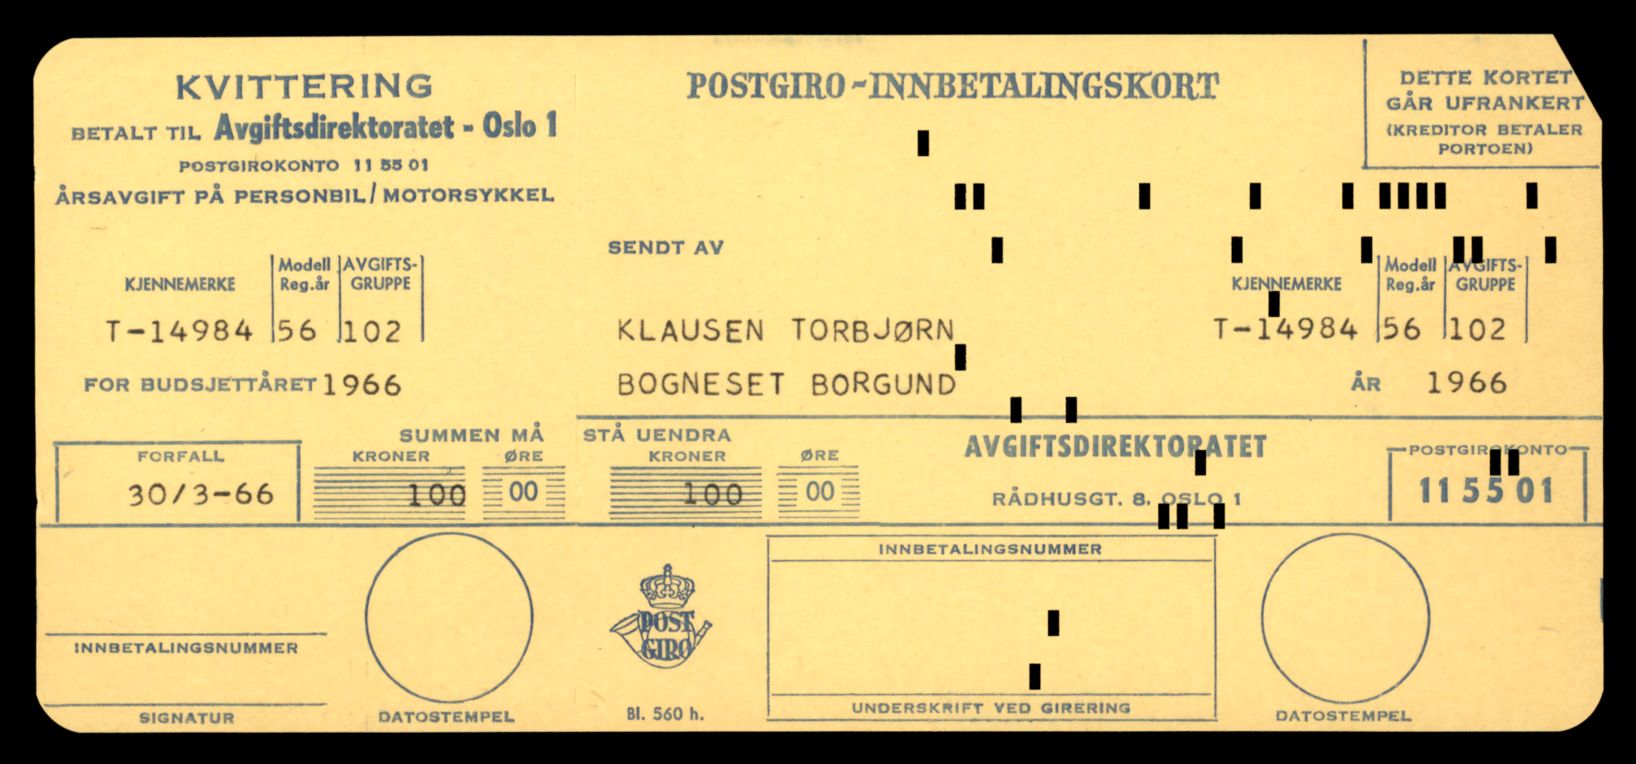 KVITTERING
BETALT TIL Avgiftsdirektoratet - Oslo 1
POSTGIROKONTO 11 55 01
ÅRSAVGIFT PÅ PERSONBIL/MOTORSYKKEL
KJENNEMERKE Modell Reg.år AVGIFTS-GRUPPE
T-14984 56 102
FOR BUDSJETTÅRET 1966
POSTGIRO-INNBETALINGSKORT
DETTE KORTET
GÅR UFRANKERT
(KREDITOR BETALER
PORTOEN)
SENDT AV
KJENNEMERKE Modell Reg.år AVGIFTS-GRUPPE
KLAUSEN TORBJØRN T-14984 56 102
BOGNESET BORGUND ÅR 1966
SUMMEN MÅ STÅ UENDRA
FORFALL KRONER ØRE KRONER ØRE
30/3-66 100 00 100 00
AVGIFTSDIREKTORATET
RÅDHUSGT. 8. OSLO 1
POSTGIROKONTO
11 55 01
INNBETALINGSNUMMER
SIGNATUR
DATOSTEMPEL
POST
GIRO
Bl. 560 h.
INNBETALINGSNUMMER
UNDERSKRIFT VED GIRERING
DATOSTEMPEL